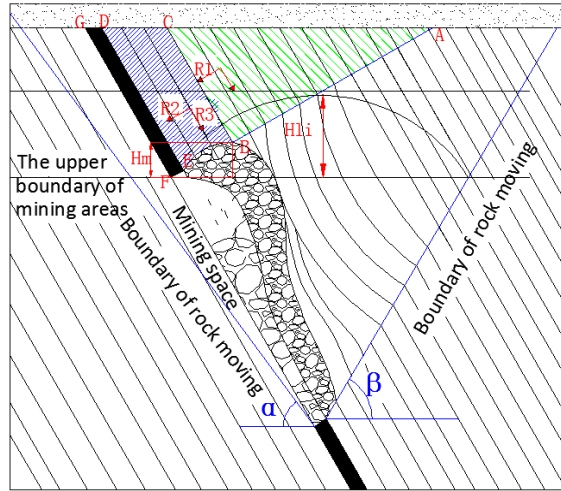 G D C A
R1
R2 R3
Hli
B
Hm
E
F
The upper
boundary of
mining areas
Mining space
Boundary of rock moving
Boundary of rock moving
α β